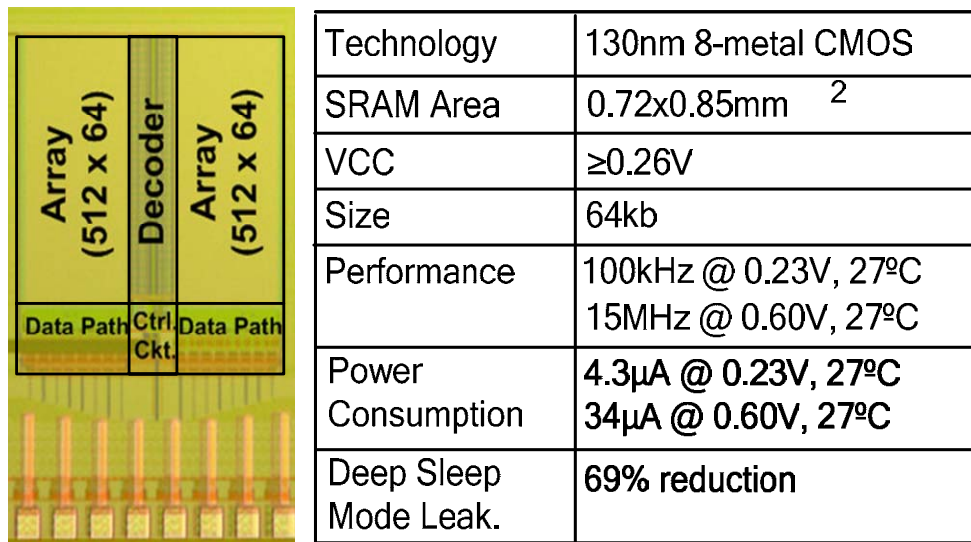 Array
(512 x 64)
Decoder
Array
(512 x 64)
Data Path
Ctrl.
Ckt.
Data Path
Technology 130nm 8-metal CMOS
SRAM Area 0.72x0.85mm 2
VCC ≥0.26V
Size 64kb
Performance 100kHz @ 0.23V, 27ºC
15MHz @ 0.60V, 27ºC
Power 4.3µA @ 0.23V, 27ºC
Consumption 34µA @ 0.60V, 27ºC
Deep Sleep 69% reduction
Mode Leak.